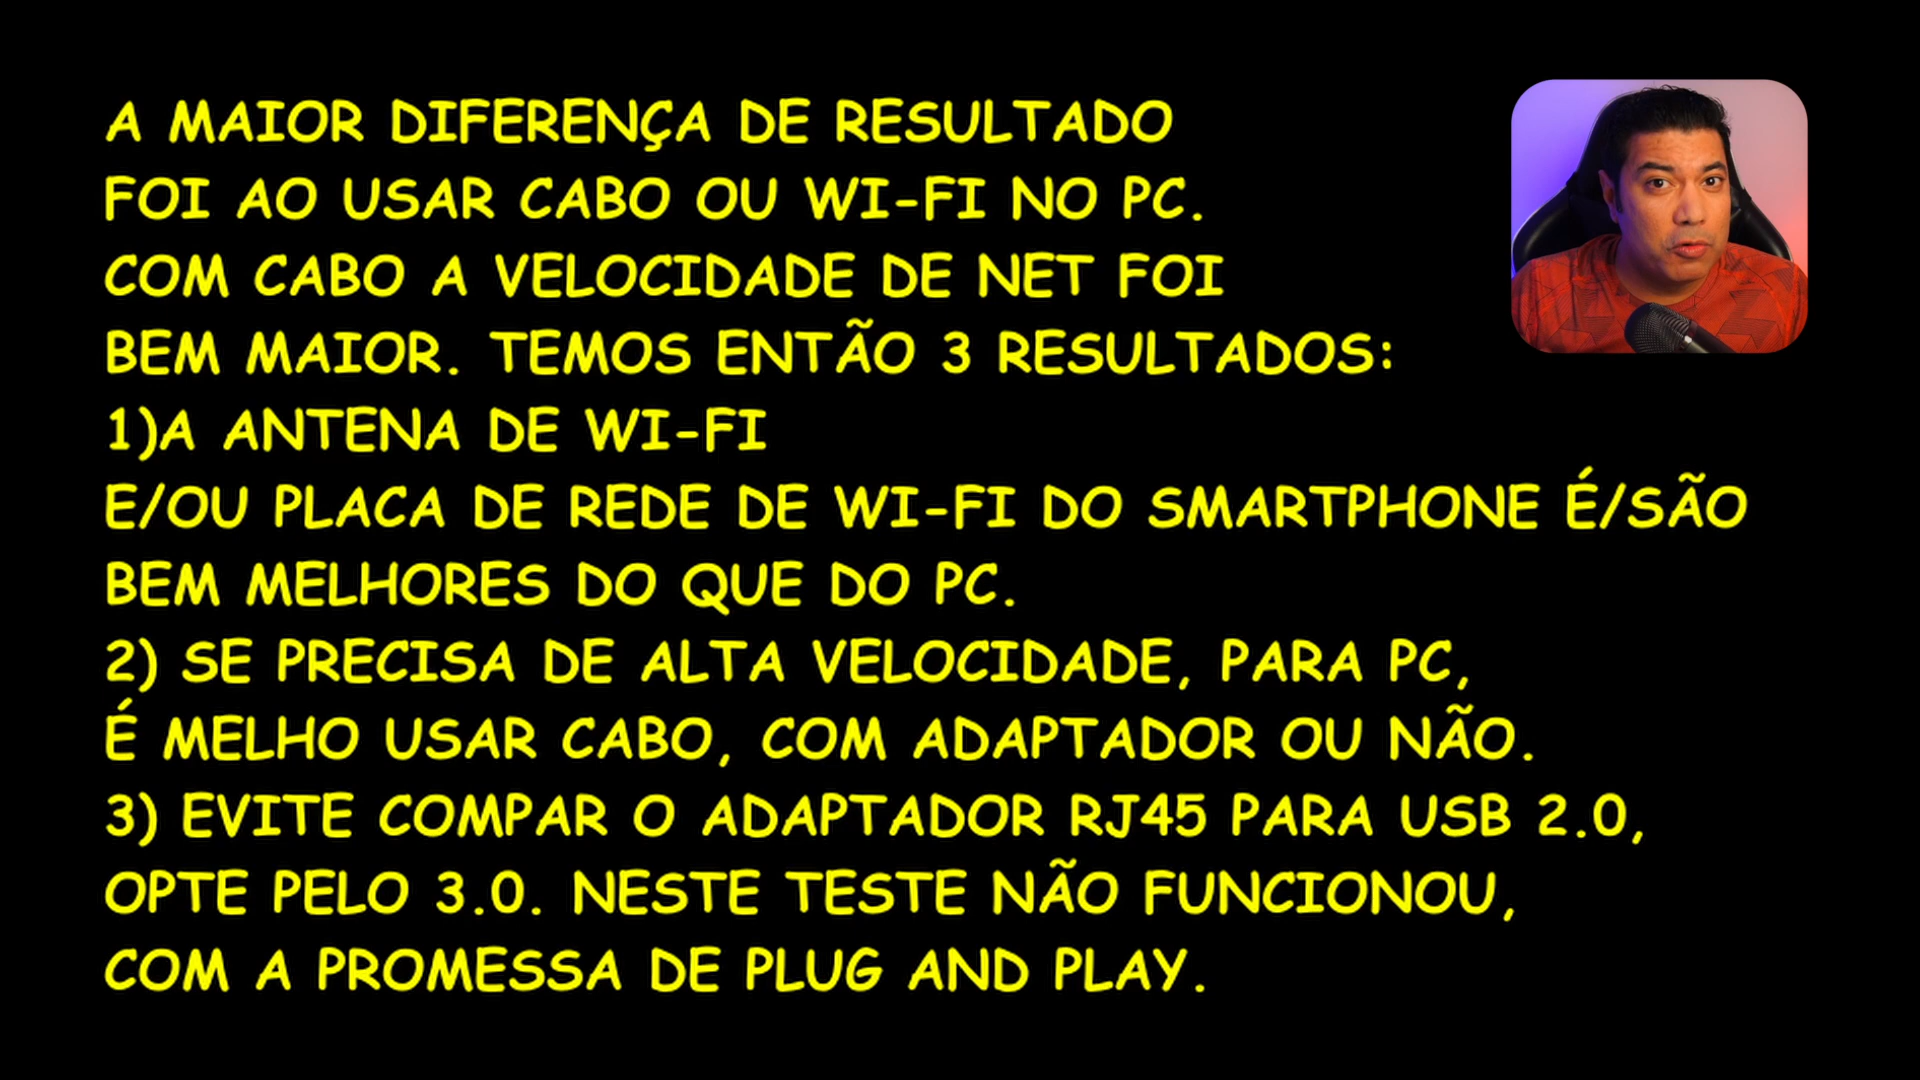 A MAIOR DIFERENÇA DE RESULTADO
FOI AO USAR CABO OU WI-FI NO PC.
COM CABO A VELOCIDADE DE NET FOI
BEM MAIOR. TEMOS ENTÃO 3 RESULTADOS:
1)A ANTENA DE WI-FI
E/OU PLACA DE REDE DE WI-FI DO SMARTPHONE É/SÃO
BEM MELHORES DO QUE DO PC.
2) SE PRECISA DE ALTA VELOCIDADE, PARA PC,
É MELHO USAR CABO, COM ADAPTADOR OU NÃO.
3) EVITE COMPAR O ADAPTADOR RJ45 PARA USB 2.0,
OPTE PELO 3.0. NESTE TESTE NÃO FUNCIONOU,
COM A PROMESSA DE PLUG AND PLAY.